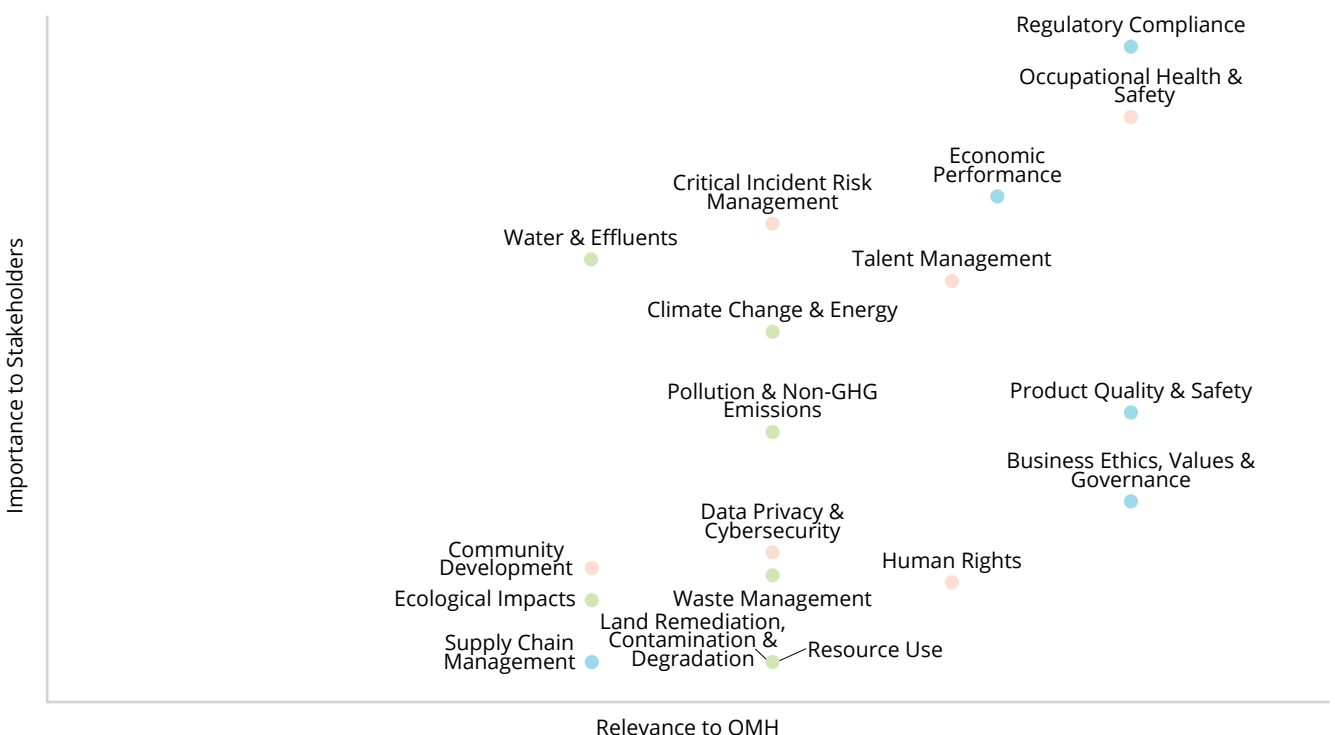 Regulatory Compliance
Occupational Health &
Safety
Economic
Performance
Critical Incident Risk
Management
Water & Effluents
Talent Management
Climate Change & Energy
Pollution & Non-GHG
Emissions
Product Quality & Safety
Business Ethics, Values &
Governance
Data Privacy &
Cybersecurity
Community
Development
Human Rights
Ecological Impacts
Waste Management
Land Remediation,
Contamination &
Degradation
Resource Use
Supply Chain
Management
Importance to Stakeholders
Relevance to OMH